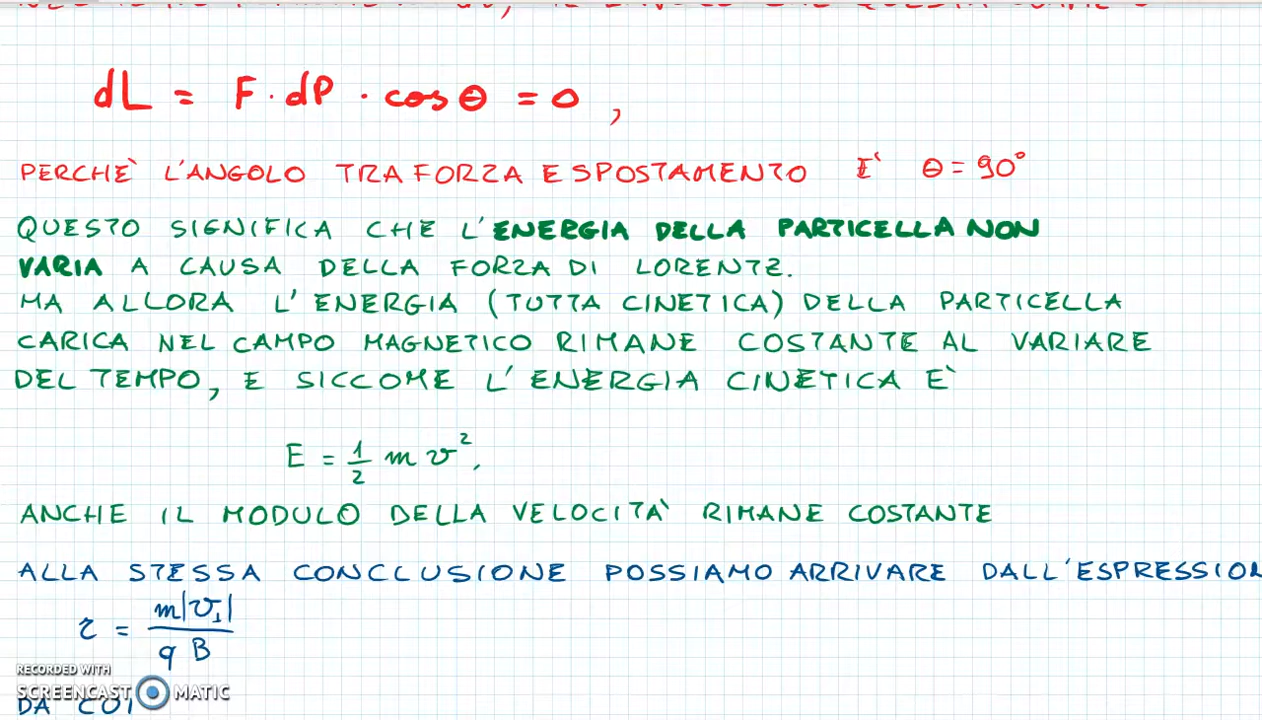 dL = F · dP · cos θ = 0,
PERCHÈ L'ANGOLO TRA FORZA E SPOSTAMENTO È θ = 90°
QUESTO SIGNIFICA CHE L'ENERGIA DELLA PARTICELLA NON
VARIA A CAUSA DELLA FORZA DI LORENTZ.
MA ALLORA L'ENERGIA (TUTTA CINETICA) DELLA PARTICELLA
CARICA NEL CAMPO MAGNETICO RIMANE COSTANTE AL VARIARE
DEL TEMPO, E SICCOME L'ENERGIA CINETICA È
E = 1/2 m v²,
ANCHE IL MODULO DELLA VELOCITÀ RIMANE COSTANTE
ALLA STESSA CONCLUSIONE POSSIAMO ARRIVARE DALL'ESPRESSION
r = m|v⊥| / q B
RECORDED WITH
SCREENCAST MATIC
DA CUI